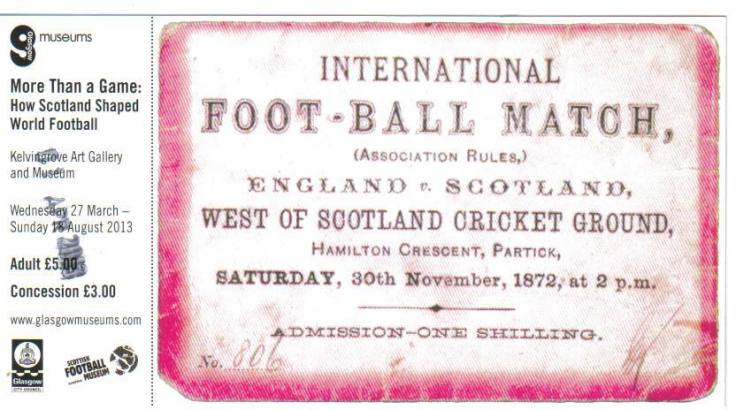 Glasgow
museums
More Than a Game:
How Scotland Shaped
World Football
Kelvingrove Art Gallery
and Museum
Wednesday 27 March –
Sunday 18 August 2013
Adult £5.00
Concession £3.00
www.glasgowmuseums.com
Glasgow
CITY COUNCIL
SCOTTISH
FOOTBALL
MUSEUM
INTERNATIONAL
FOOT-BALL MATCH,
(ASSOCIATION RULES,)
ENGLAND v. SCOTLAND,
WEST OF SCOTLAND CRICKET GROUND,
HAMILTON CRESCENT, PARTICK,
SATURDAY, 30th November, 1872, at 2 p.m.
ADMISSION–ONE SHILLING.
No. 806